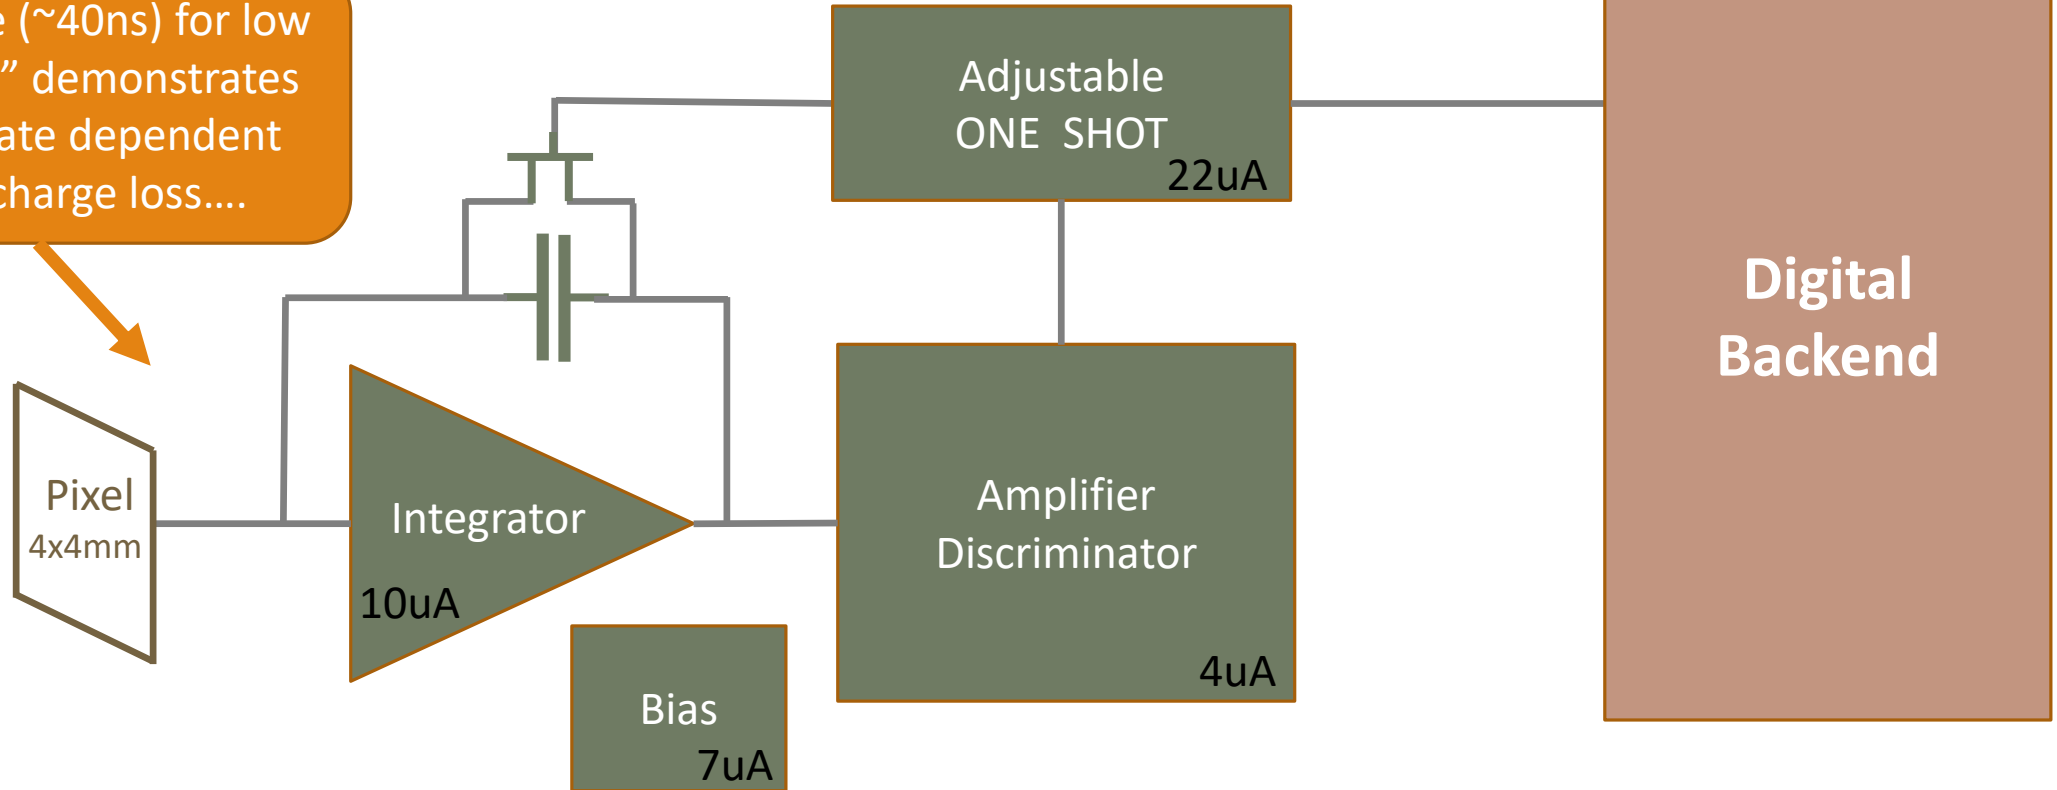 (~40ns) for low
” demonstrates
dependent
charge loss....
Adjustable
ONE SHOT
22uA
Digital
Backend
Pixel
4x4mm
Integrator
10uA
Amplifier
Discriminator
4uA
Bias
7uA